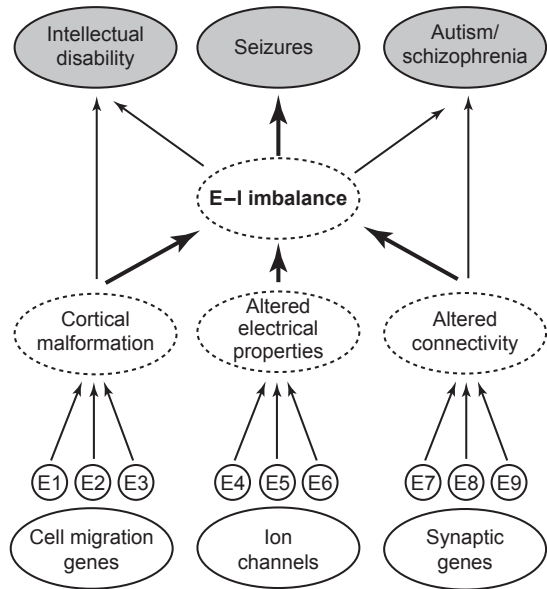 Intellectual
disability
Seizures
Autism/
schizophrenia
E–I imbalance
Cortical
malformation
Altered
electrical
properties
Altered
connectivity
E1 E2 E3 E4 E5 E6 E7 E8 E9
Cell migration
genes
Ion
channels
Synaptic
genes